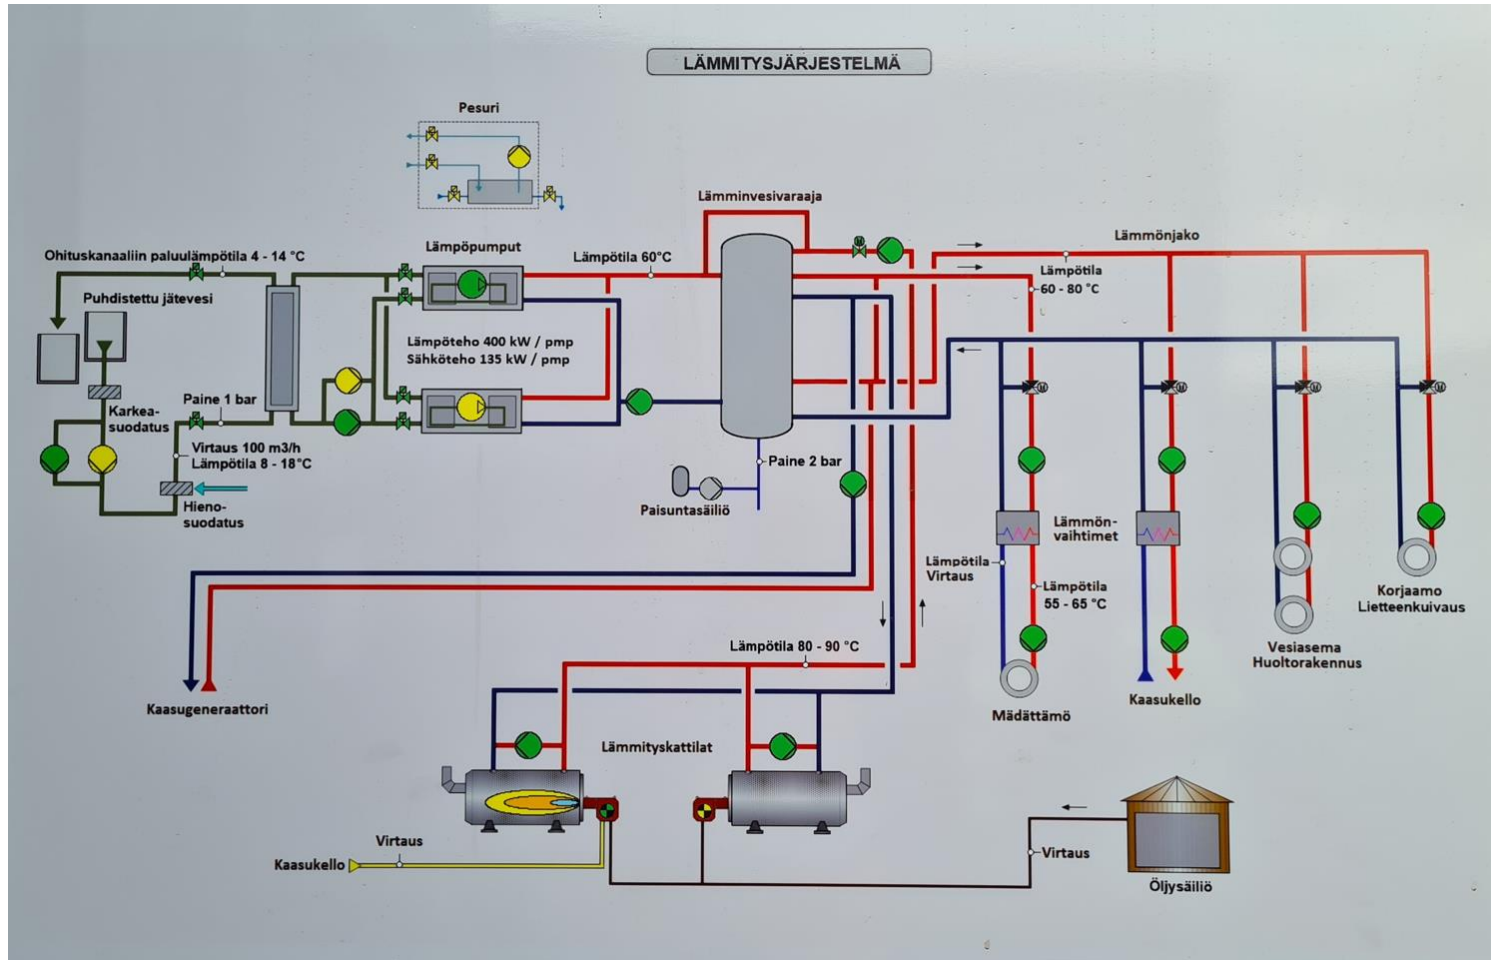 LÄMMITYSJÄRJESTELMÄ
Pesuri
Lämminvesivaraaja
Lämpöpumput
Ohituskanaaliin paluulämpötila 4 - 14 °C
Lämpötila 60°C
Lämmönjako
Lämpötila
60 - 80 °C
Puhdistettu jätevesi
Lämpöteho 400 kW / pmp
Sähköteho 135 kW / pmp
Paine 1 bar
Karkea-
suodatus
Virtaus 100 m3/h
Lämpötila 8 - 18°C
M
M
M
M
M
Paine 2 bar
Hieno-
suodatus
Paisuntasäiliö
Lämmön-
vaihtimet
Lämpötila
Virtaus
Lämpötila
55 - 65 °C
Korjaamo
Lietteenkuivaus
Vesiasema
Huoltorakennus
Lämpötila 80 - 90 °C
Kaasugeneraattori
Mädättämö
Kaasukello
Lämmityskattilat
Virtaus
Kaasukello
Virtaus
Öljysäiliö